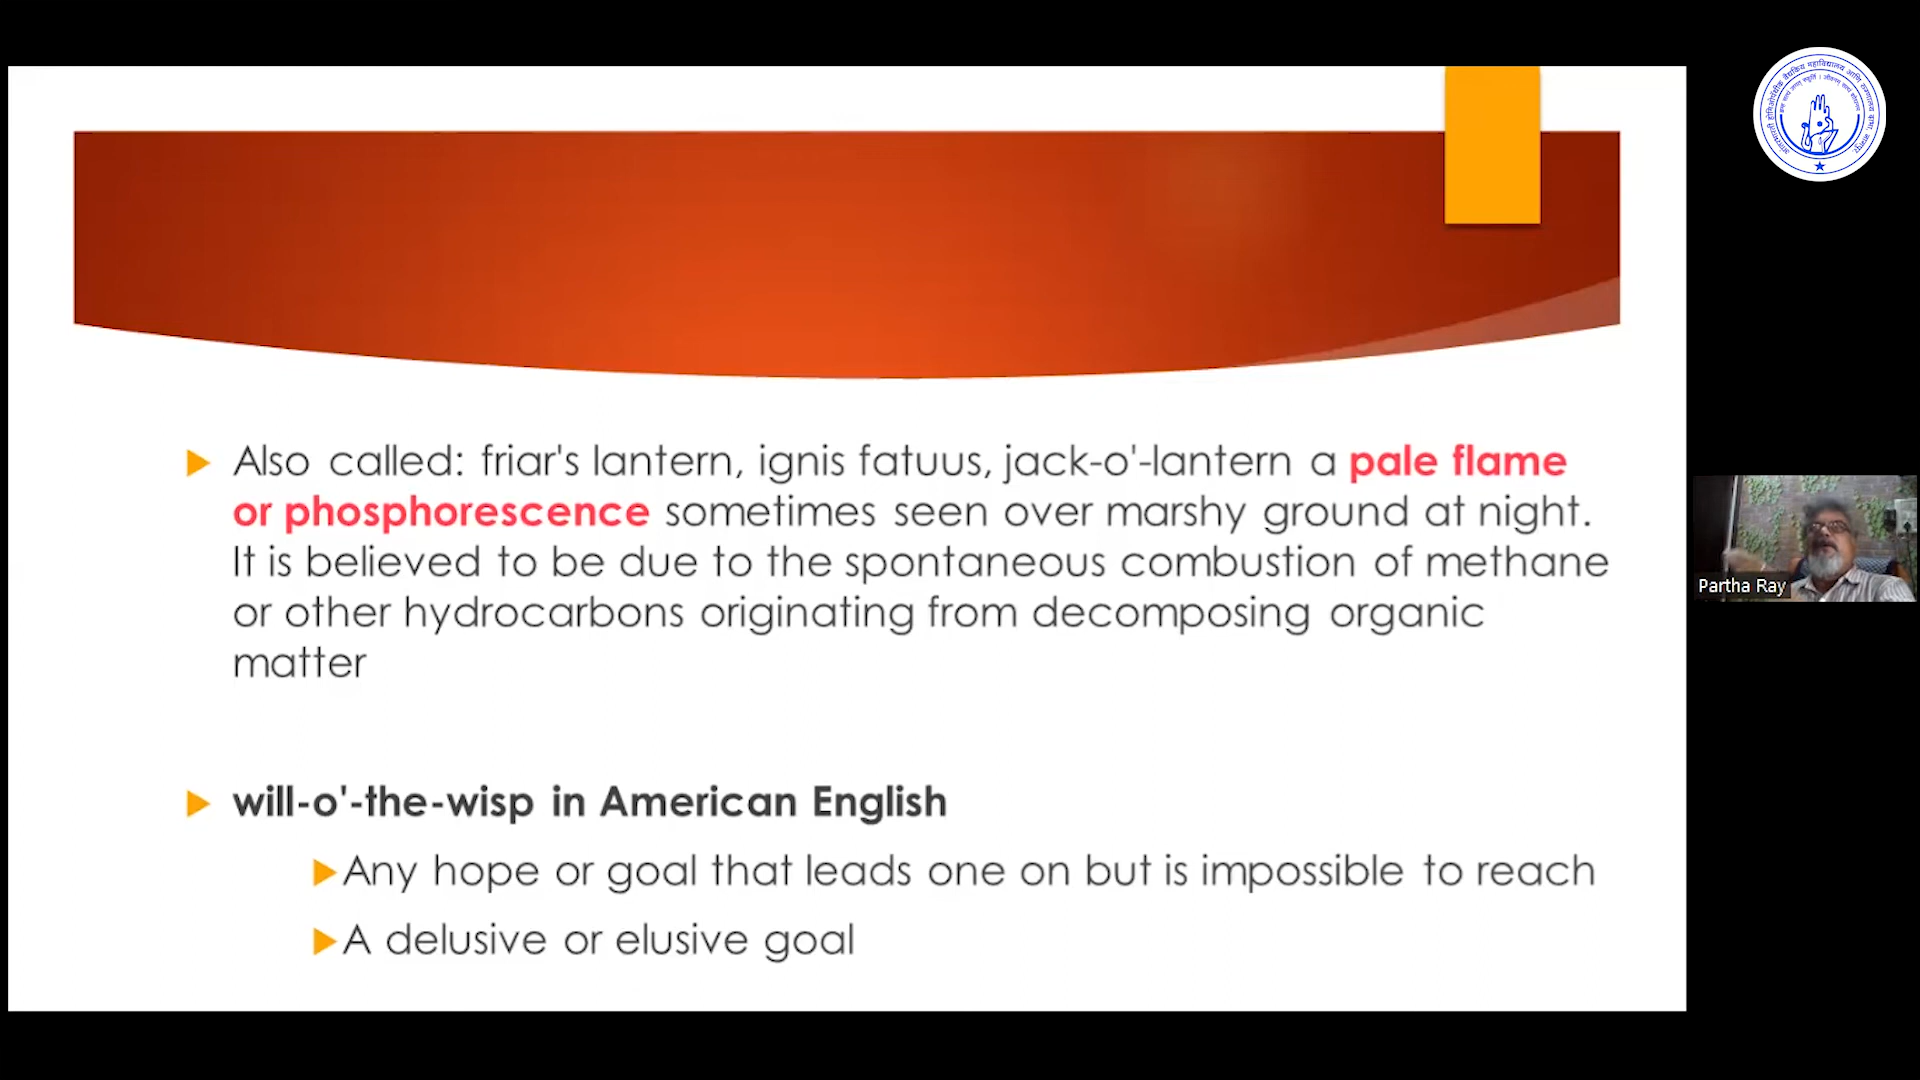 Also called: friar's lantern, ignis fatuus, jack-o'-lantern a pale flame
or phosphorescence sometimes seen over marshy ground at night.
It is believed to be due to the spontaneous combustion of methane
or other hydrocarbons originating from decomposing organic
matter
will-o'-the-wisp in American English
Any hope or goal that leads one on but is impossible to reach
A delusive or elusive goal
Partha Ray